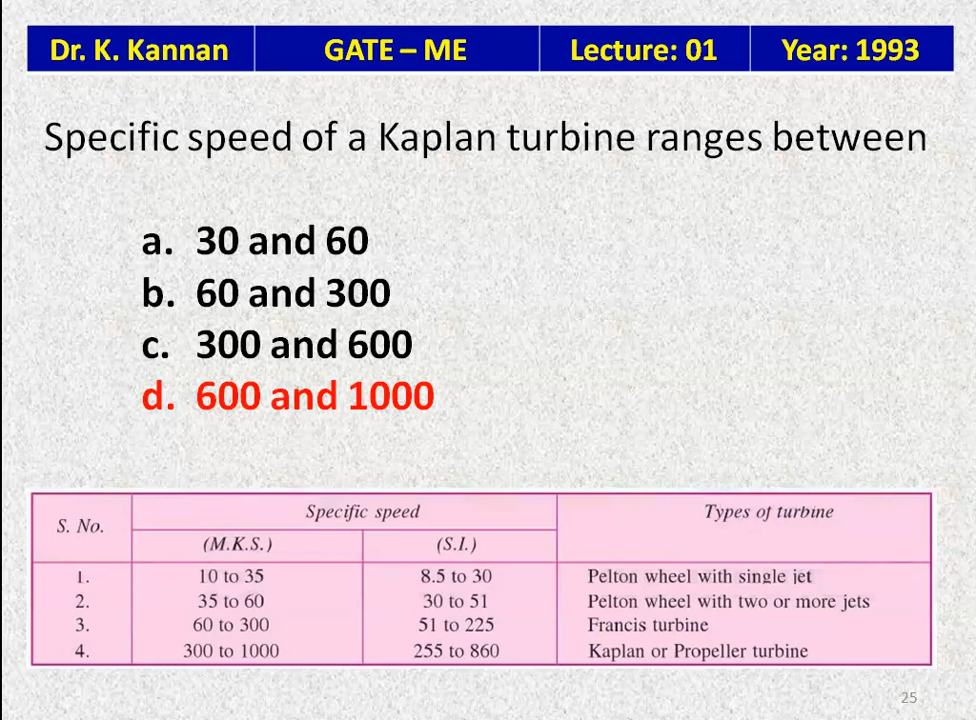 Dr. K. Kannan GATE – ME Lecture: 01 Year: 1993
Specific speed of a Kaplan turbine ranges between
a. 30 and 60
b. 60 and 300
c. 300 and 600
d. 600 and 1000
S. No. Specific speed Types of turbine
(M.K.S.) (S.I.)
1. 10 to 35 8.5 to 30 Pelton wheel with single jet
2. 35 to 60 30 to 51 Pelton wheel with two or more jets
3. 60 to 300 51 to 225 Francis turbine
4. 300 to 1000 255 to 860 Kaplan or Propeller turbine
25